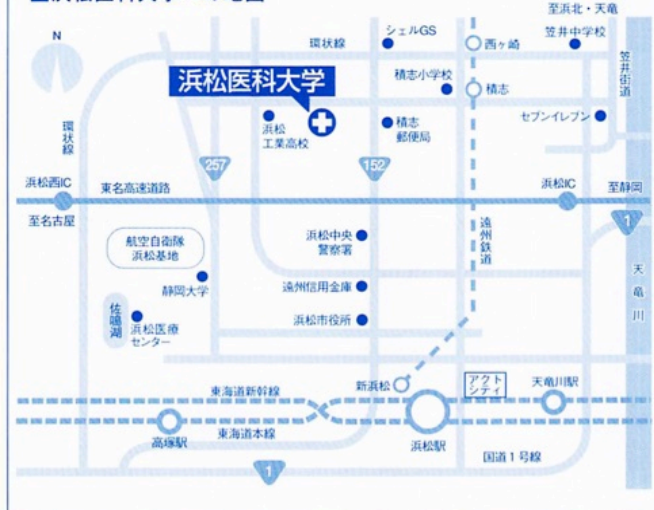 至浜北・天竜
N
環状線
シェルGS
西ヶ崎
笠井中学校
笠井街道
浜松医科大学
積志小学校
積志
環状線
浜松
工業高校
積志
郵便局
セブンイレブン
257
152
浜松西IC
東名高速道路
浜松IC
至静岡
至名古屋
1
航空自衛隊
浜松基地
浜松中央
警察署
遠州鉄道
天竜川
静岡大学
遠州信用金庫
佐鳴湖
浜松医療
センター
浜松市役所
新浜松
アクト
シティ
天竜川駅
東海道新幹線
東海道本線
高塚駅
浜松駅
国道1号線
1